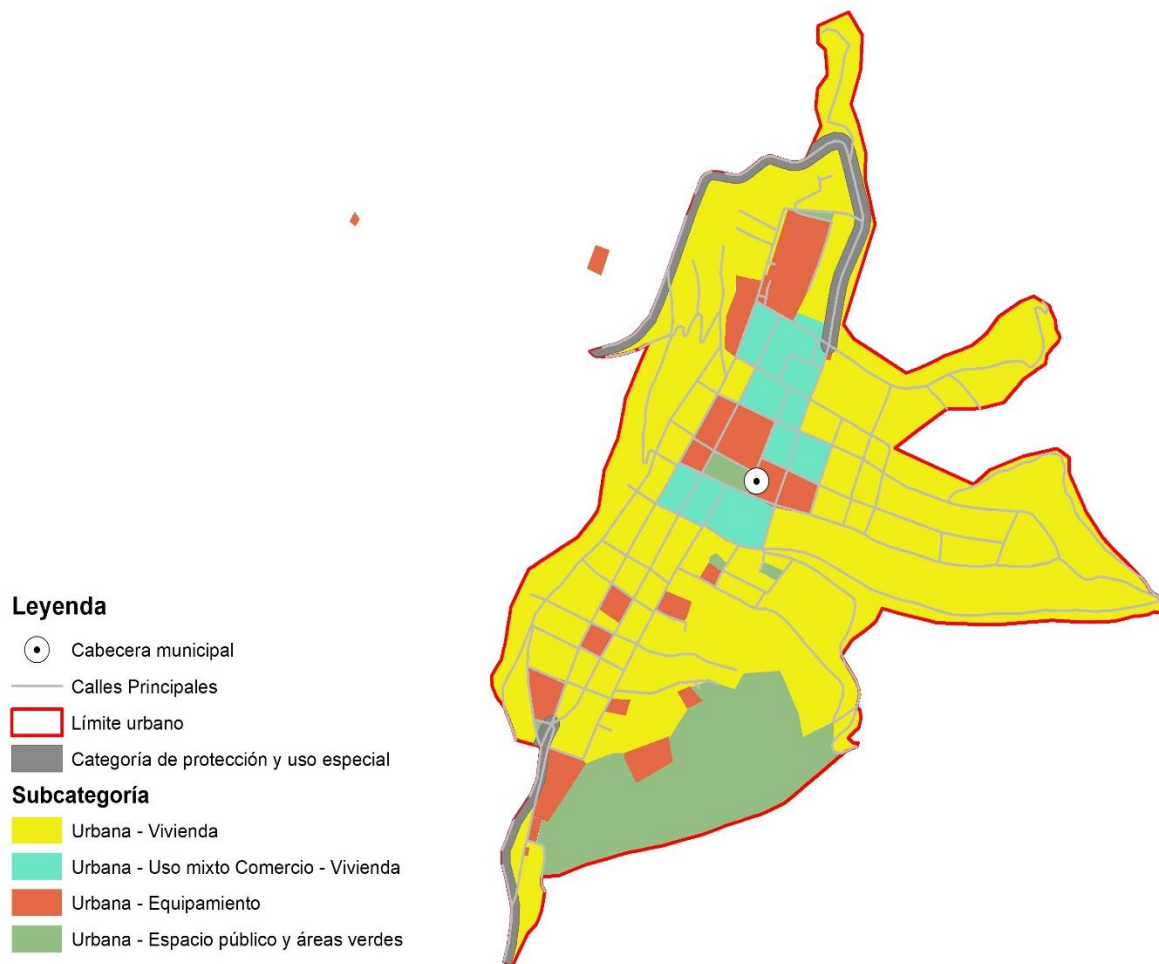 Leyenda
Cabecera municipal
Calles Principales
Límite urbano
Categoría de protección y uso especial
Subcategoría
Urbana - Vivienda
Urbana - Uso mixto Comercio - Vivienda
Urbana - Equipamiento
Urbana - Espacio público y áreas verdes